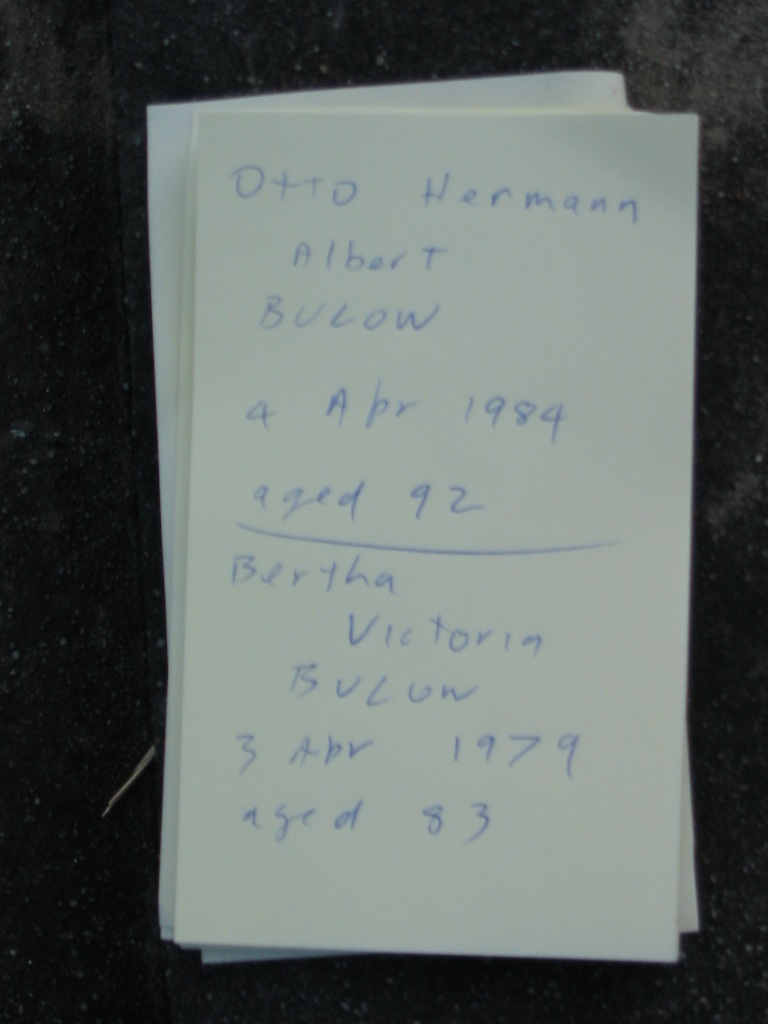 Otto Hermann
Albert
BULOW
4 Apr 1984
aged 92
Bertha
Victoria
BULOW
3 Apr 1979
aged 83